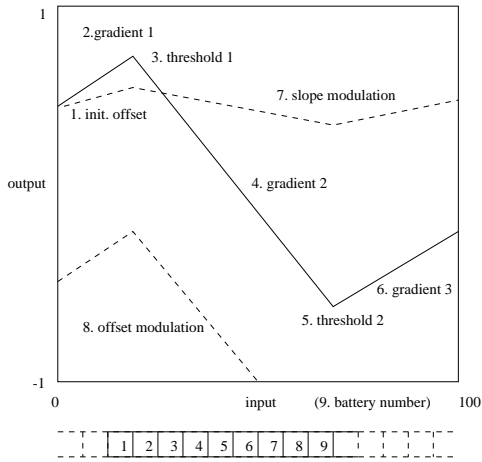 1
2.gradient 1
3. threshold 1
7. slope modulation
1. init. offset
output
4. gradient 2
6. gradient 3
5. threshold 2
8. offset modulation
-1
0 input (9. battery number) 100
1 2 3 4 5 6 7 8 9